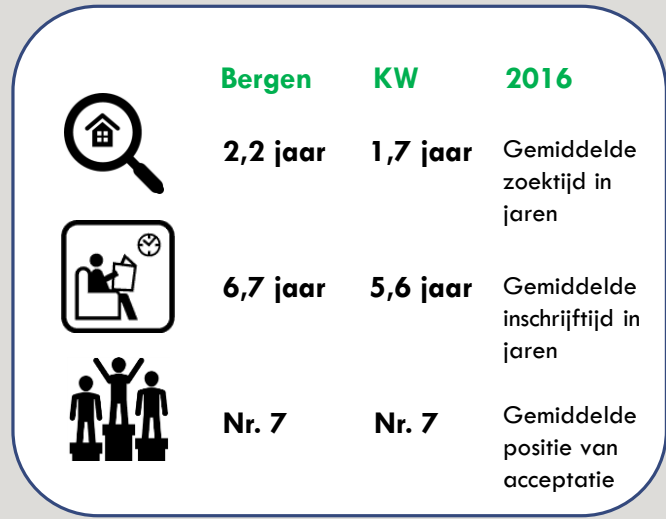 Bergen KW 2016
2,2 jaar 1,7 jaar Gemiddelde
zoektijd in
jaren
6,7 jaar 5,6 jaar Gemiddelde
inschrijftijd in
jaren
Nr. 7 Nr. 7 Gemiddelde
positie van
acceptatie